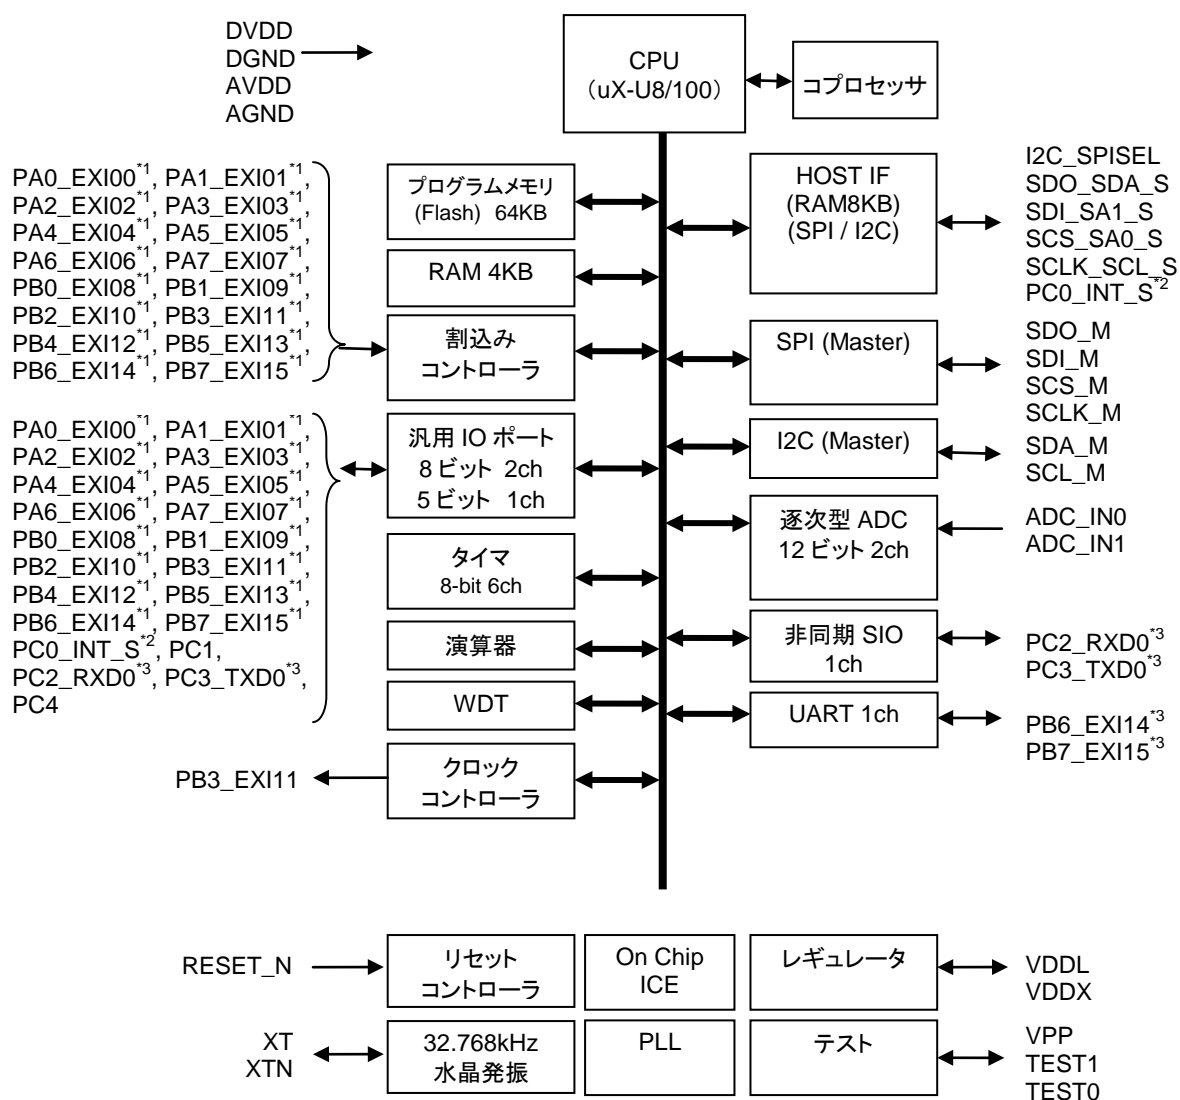 DVDD
DGND
AVDD
AGND
CPU
(uX-U8/100)
コプロセッサ
PA0_EXI00*1, PA1_EXI01*1,
PA2_EXI02*1, PA3_EXI03*1,
PA4_EXI04*1, PA5_EXI05*1,
PA6_EXI06*1, PA7_EXI07*1,
PB0_EXI08*1, PB1_EXI09*1,
PB2_EXI10*1, PB3_EXI11*1,
PB4_EXI12*1, PB5_EXI13*1,
PB6_EXI14*1, PB7_EXI15*1
プログラムメモリ
(Flash) 64KB
RAM 4KB
割込み
コントローラ
HOST IF
(RAM8KB)
(SPI / I2C)
I2C_SPISEL
SDO_SDA_S
SDI_SA1_S
SCS_SA0_S
SCLK_SCL_S
PC0_INT_S*2
SPI (Master)
SDO_M
SDI_M
SCS_M
SCLK_M
PA0_EXI00*1, PA1_EXI01*1,
PA2_EXI02*1, PA3_EXI03*1,
PA4_EXI04*1, PA5_EXI05*1,
PA6_EXI06*1, PA7_EXI07*1,
PB0_EXI08*1, PB1_EXI09*1,
PB2_EXI10*1, PB3_EXI11*1,
PB4_EXI12*1, PB5_EXI13*1,
PB6_EXI14*1, PB7_EXI15*1,
PC0_INT_S*2, PC1,
PC2_RXD0*3, PC3_TXD0*3,
PC4
汎用 IO ポート
8 ビット 2ch
5 ビット 1ch
タイマ
8-bit 6ch
演算器
WDT
I2C (Master)
SDA_M
SCL_M
逐次型 ADC
12 ビット 2ch
ADC_IN0
ADC_IN1
非同期 SIO
1ch
PC2_RXD0*3
PC3_TXD0*3
UART 1ch
PB6_EXI14*3
PB7_EXI15*3
PB3_EXI11
クロック
コントローラ
RESET_N
リセット
コントローラ
On Chip
ICE
レギュレータ
VDDL
VDDX
XT
XTN
32.768kHz
水晶発振
PLL
テスト
VPP
TEST1
TEST0